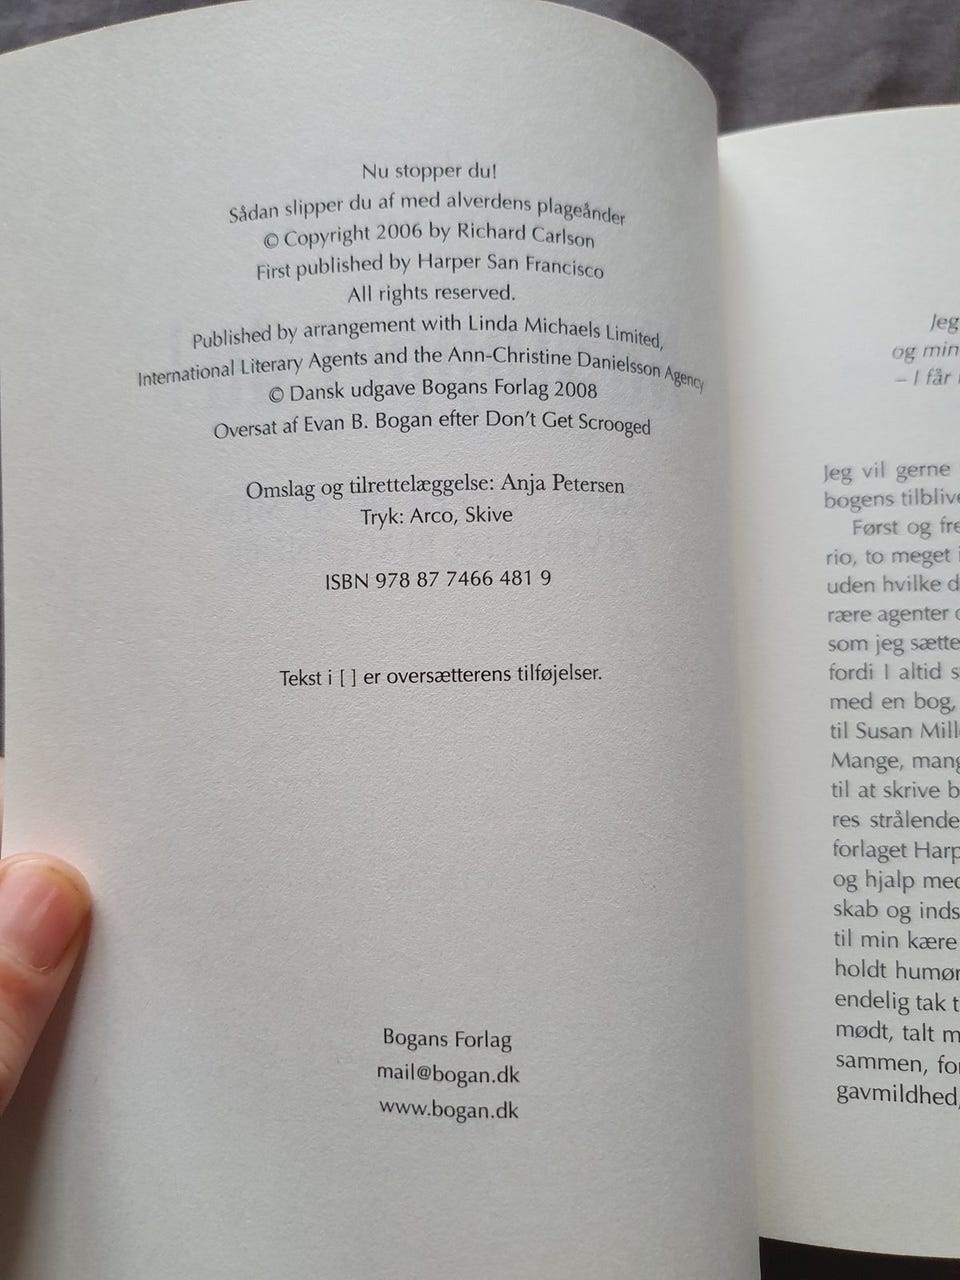 Nu stopper du!
Sådan slipper du af med alverdens plageånder
© Copyright 2006 by Richard Carlson
First published by Harper San Francisco
All rights reserved.
Published by arrangement with Linda Michaels Limited,
International Literary Agents and the Ann-Christine Danielsson Agency
© Dansk udgave Bogans Forlag 2008
Oversat af Evan B. Bogan efter Don't Get Scrooged
Omslag og tilrettelæggelse: Anja Petersen
Tryk: Arco, Skive
ISBN 978 87 7466 481 9
Tekst i [ ] er oversætterens tilføjelser.
Bogans Forlag
mail@bogan.dk
www.bogan.dk
Jeg
og min
– I får
Jeg vil gerne
bogens tilblive
Først og fre
rio, to meget
uden hvilke
rære agenter
som jeg sætte
fordi I altid
med en bog,
til Susan Mill
Mange, mang
til at skrive
res strålende
forlaget Harp
og hjalp med
skab og inds
til min kære
holdt humør
endelig tak
mødt, talt
sammen, for
gavmildhed,